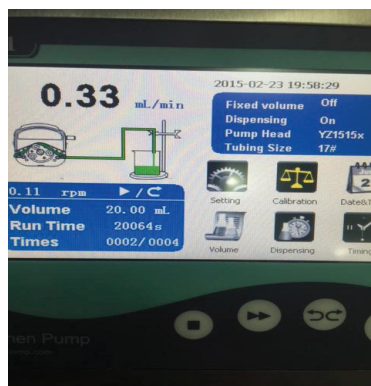 2015-02-23 19:58:29
0.33 mL/min
Fixed volume Off
Dispensing On
Pump Head YZ1515x
Tubing Size 17#
0.11 rpm
Volume 20.00 mL
Run Time 20064s
Times 0002/0004
Setting Calibration
Volume Dispensing Timing
Pump